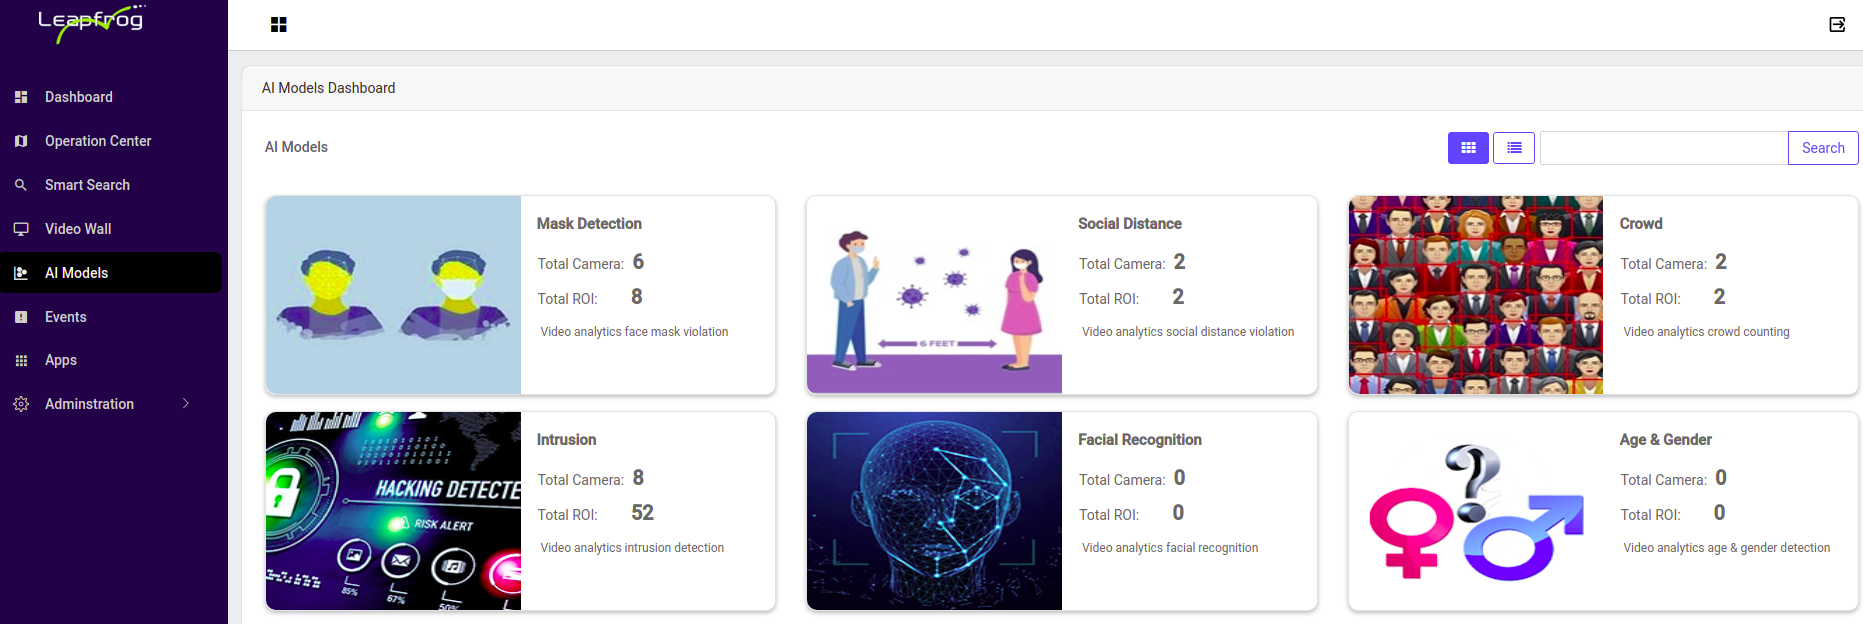 Leapfrog
Dashboard
Operation Center
Smart Search
Video Wall
AI Models
Events
Apps
Adminstration
AI Models Dashboard
AI Models
Search
Mask Detection
Total Camera: 6
Total ROI: 8
Video analytics face mask violation
6 FEET
Social Distance
Total Camera: 2
Total ROI: 2
Video analytics social distance violation
Crowd
Total Camera: 2
Total ROI: 2
Video analytics crowd counting
HACKING DETECTE
RISK ALERT
85%
67%
50%
Intrusion
Total Camera: 8
Total ROI: 52
Video analytics intrusion detection
Facial Recognition
Total Camera: 0
Total ROI: 0
Video analytics facial recognition
?
Age & Gender
Total Camera: 0
Total ROI: 0
Video analytics age & gender detection